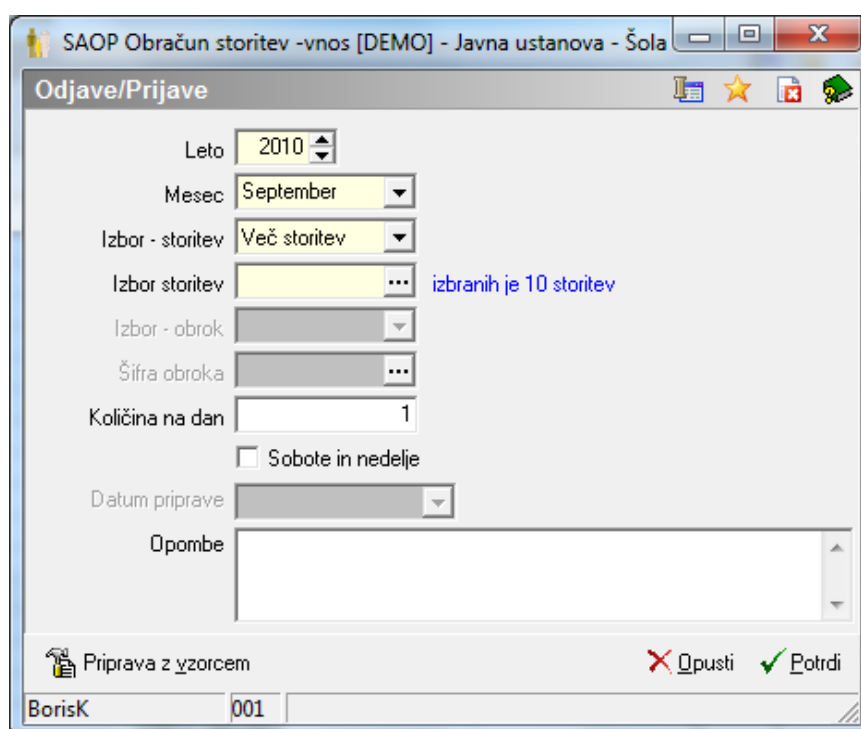 SAOP Obračun storitev -vnos [DEMO] - Javna ustanova - Šola
Odjave/Prijave
Leto 2010
Mesec September
Izbor - storitev Več storitev
Izbor storitev ... izbranih je 10 storitev
Izbor - obrok
Šifra obroka ...
Količina na dan 1
Sobote in nedelje
Datum priprave
Opombe
Priprava z vzorcem Opusti Potrdi
BorisK 001